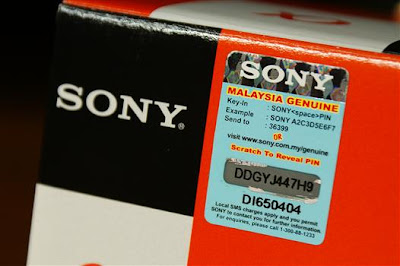 SONY®
SONY
MALAYSIA GENUINE
Key-In : SONY<space>PIN
Example : SONY A2C3D5E6F7
Send to : 36399
OR
visit www.sony.com.my/genuine
Scratch To Reveal PIN
DDGYJ447H9
DI650404
Local SMS charges apply and you permit
SONY to contact you for further information.
For enquiries, please call 1-300-88-1233